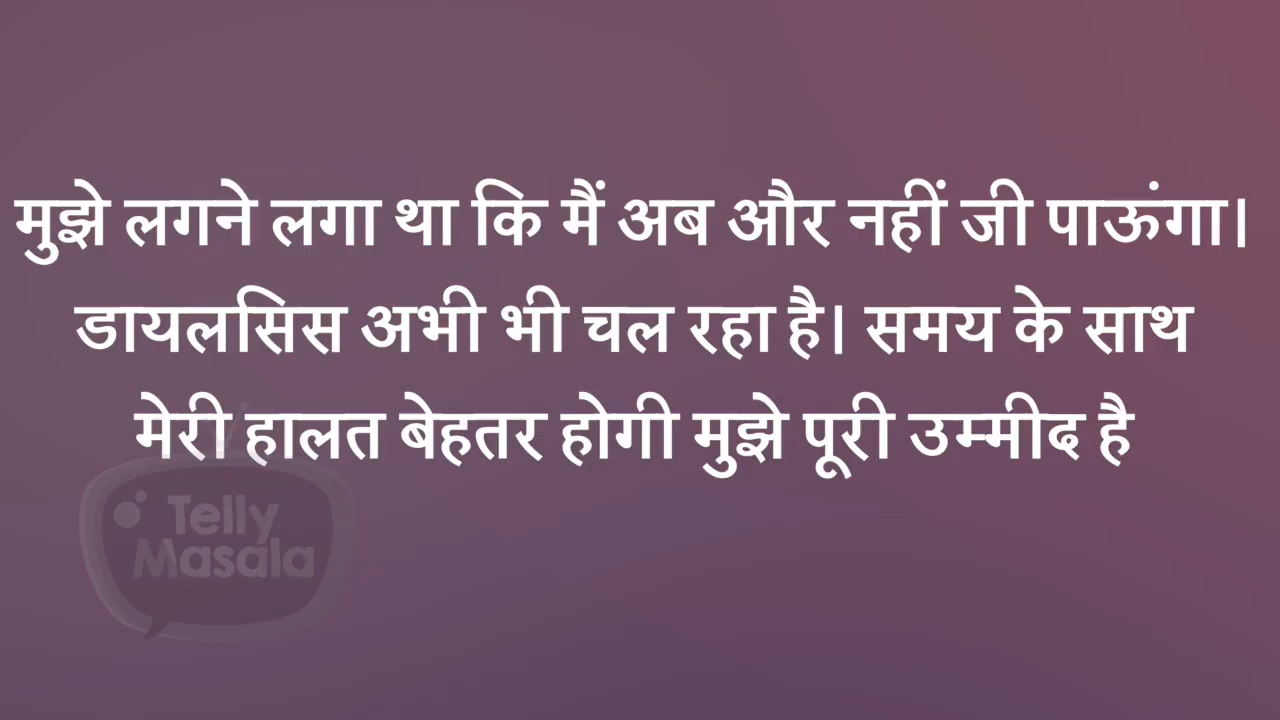 मुझे लगने लगा था कि मैं अब और नहीं जी पाऊंगा।
डायलसिस अभी भी चल रहा है। समय के साथ
मेरी हालत बेहतर होगी मुझे पूरी उम्मीद है
Telly
Masala